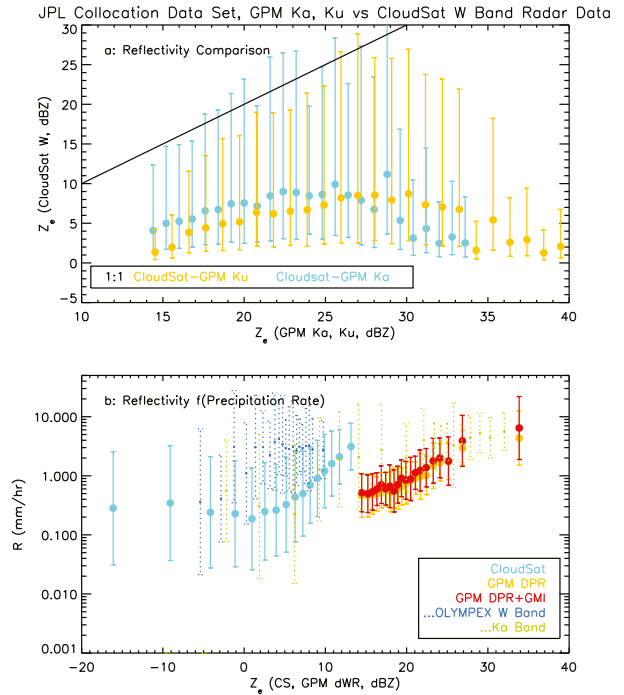 JPL Collocation Data Set, GPM Ka, Ku vs CloudSat W Band Radar Data
a: Reflectivity Comparison
30
25
20
15
10
5
0
-5
Ze (CloudSat W, dBZ)
1:1 CloudSat-GPM Ku Cloudsat-GPM Ka
10 15 20 25 30 35 40
Ze (GPM Ka, Ku, dBZ)
b: Reflectivity f(Precipitation Rate)
10.000
1.000
0.100
0.010
0.001
R (mm/hr)
CloudSat
GPM DPR
GPM DPR+GMI
...OLYMPEX W Band
...Ka Band
-20 -10 0 10 20 30 40
Ze (CS, GPM dWR, dBZ)